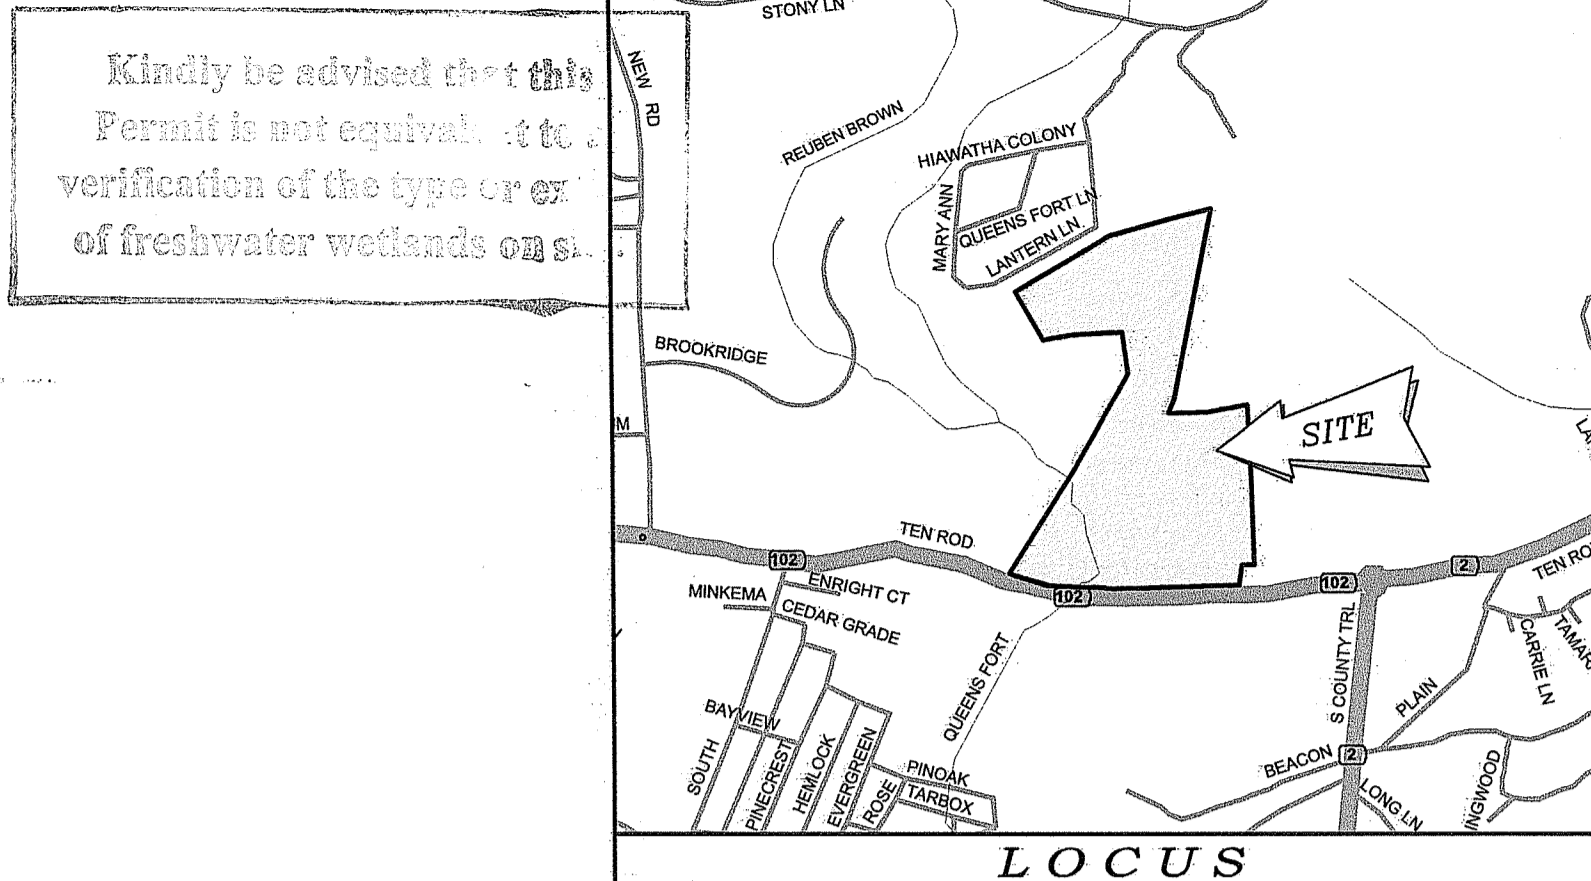 Kindly be advised that this
Permit is not equivalent to a
verification of the type or
of freshwater wetlands on
STONY LN
NEW RD
REUBEN BROWN
HIAWATHA COLONY
MARY ANN
QUEENS FORT LN
LANTERN LN
BROOKRIDGE
SITE
M
TEN ROD
102
ENRIGHT CT
MINKEMA
CEDAR GRADE
102
102
2
TEN RO
S COUNTY TRL
CARRIE LN
TAMAR
QUEENS FORT
PLAIN
BAYVIEW
SOUTH
PINECREST
HEMLOCK
EVERGREEN
ROSE
PINOAK
TARBOX
BEACON
2
LONG LN
INGWOOD
LOCUS